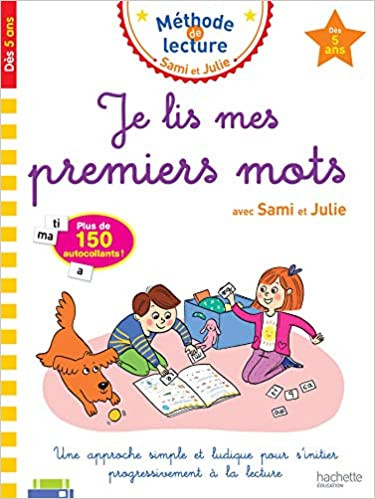 Dès 5 ans
Méthode
de
lecture
Sami et Julie
Dès
5 ans
Je lis mes
premiers mots
avec Sami et Julie
ti
ma
Plus de
150
autocollants !
a
Une approche simple et ludique pour s'initier
progressivement à la lecture
hachette
ÉDUCATION